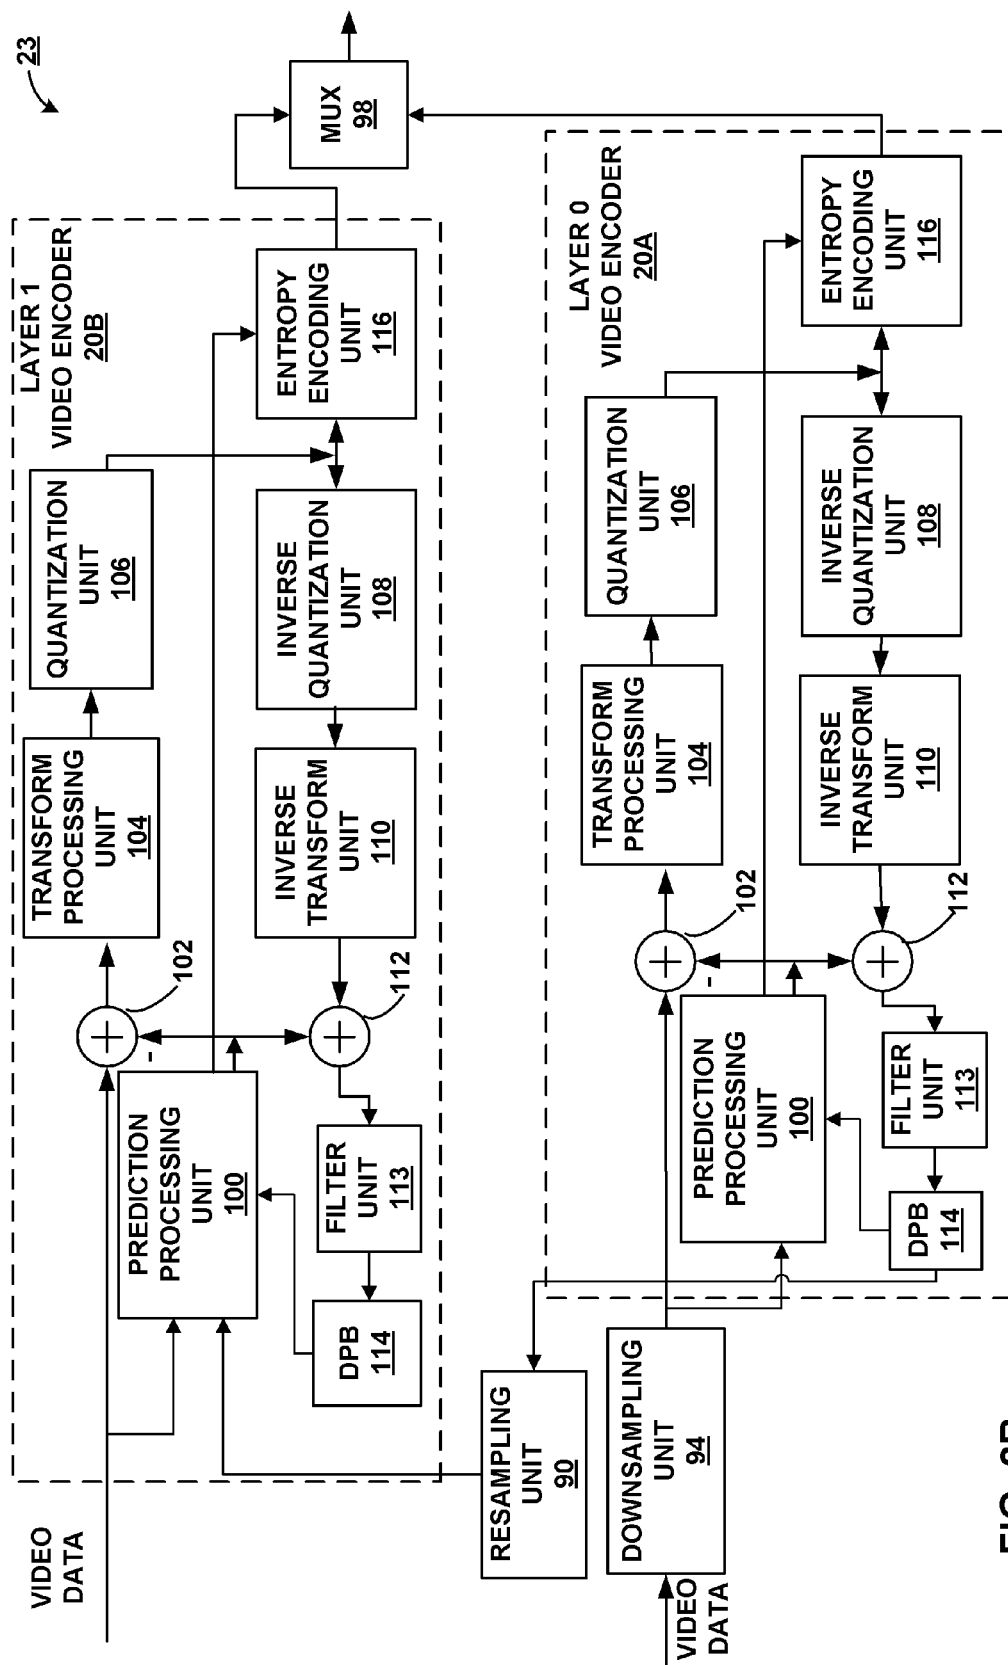 23
VIDEO
DATA
LAYER 1
VIDEO ENCODER
20B
102
-
TRANSFORM
PROCESSING
UNIT
104
QUANTIZATION
UNIT
106
PREDICTION
PROCESSING
UNIT
100
INVERSE
TRANSFORM
UNIT
110
INVERSE
QUANTIZATION
UNIT
108
ENTROPY
ENCODING
UNIT
116
MUX
98
112
DPB
114
FILTER
UNIT
113
RESAMPLING
UNIT
90
LAYER 0
VIDEO ENCODER
20A
VIDEO
DATA
DOWNSAMPLING
UNIT
94
102
-
TRANSFORM
PROCESSING
UNIT
104
QUANTIZATION
UNIT
106
PREDICTION
PROCESSING
UNIT
100
INVERSE
TRANSFORM
UNIT
110
INVERSE
QUANTIZATION
UNIT
108
ENTROPY
ENCODING
UNIT
116
112
DPB
114
FILTER
UNIT
113
FIG.